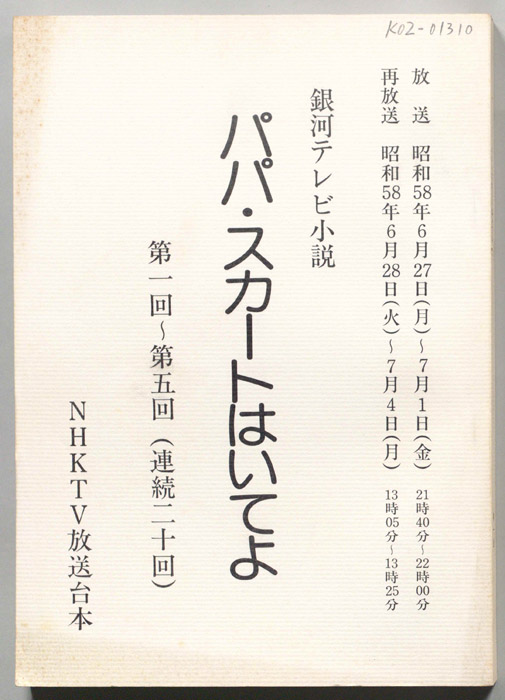 K02-01310
放送 昭和58年6月27日(月)～7月1日(金) 21時40分～22時00分
再放送 昭和58年6月28日(火)～7月4日(月) 13時05分～13時25分
銀河テレビ小説
パパ・スカートはいてよ
第一回～第五回(連続二十回)
NHKTV放送台本